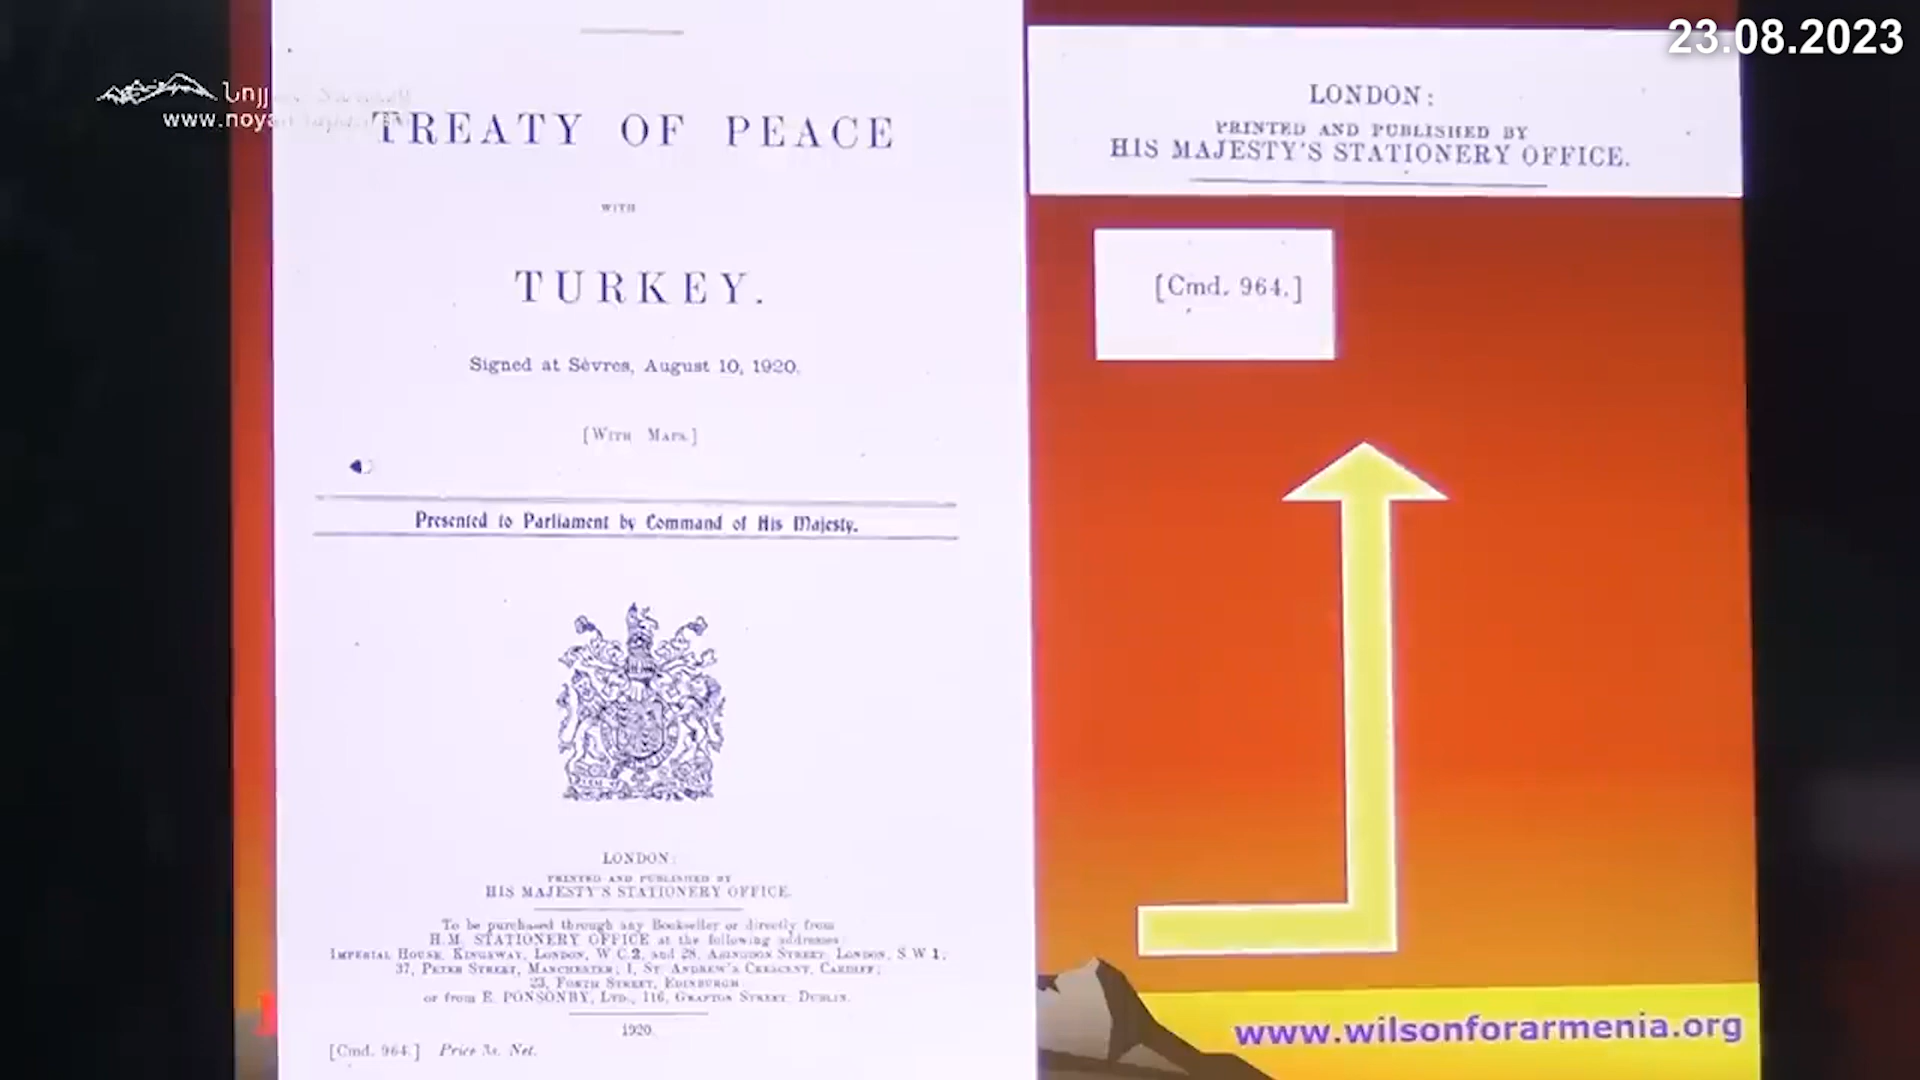 23.08.2023
Նոյյ
www.noya
TREATY OF PEACE
WITH
TURKEY.
Signed at Sèvres, August 10, 1920.
[WITH MAPS.]
Presented to Parliament by Command of His Majesty.
LONDON:
PRINTED AND PUBLISHED BY
HIS MAJESTY'S STATIONERY OFFICE.
To be purchased through any Bookseller or directly from
H.M. STATIONERY OFFICE at the following addresses:
IMPERIAL HOUSE, KINGSWAY, LONDON, W.C.2, and 28, ABINGDON STREET, LONDON, S.W.1;
37, PETER STREET, MANCHESTER; 1, ST. ANDREW'S CRESCENT, CARDIFF;
23, FORTH STREET, EDINBURGH;
or from E. PONSONBY, LTD., 116, GRAFTON STREET, DUBLIN.
1920.
[Cmd. 964.] Price 3s. Net.
LONDON:
PRINTED AND PUBLISHED BY
HIS MAJESTY'S STATIONERY OFFICE.
[Cmd. 964.]
www.wilsonforarmenia.org